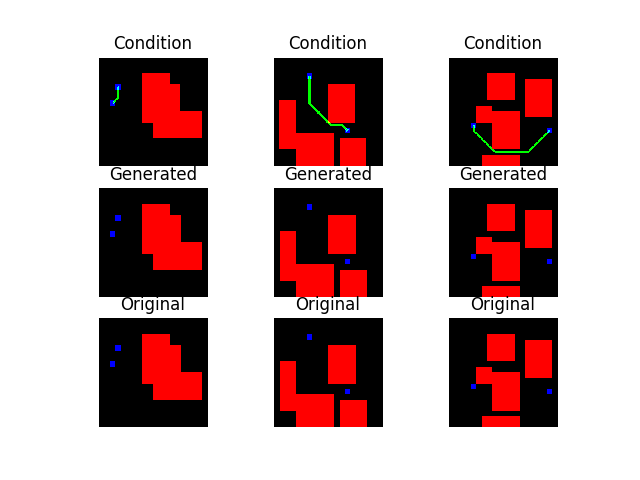 Condition Condition Condition
Generated Generated Generated
Original Original Original